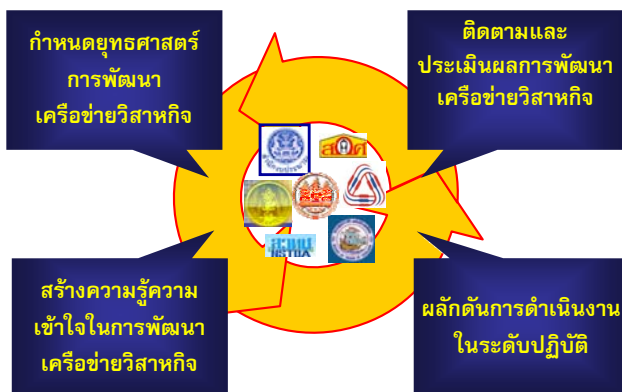 กำหนดยุทธศาสตร์
การพัฒนา
เครือข่ายวิสาหกิจ
ติดตามและ
ประเมินผลการพัฒนา
เครือข่ายวิสาหกิจ
สศค
สวทช
NSTDA
สร้างความรู้ความ
เข้าใจในการพัฒนา
เครือข่ายวิสาหกิจ
ผลักดันการดำเนินงาน
ในระดับปฏิบัติ